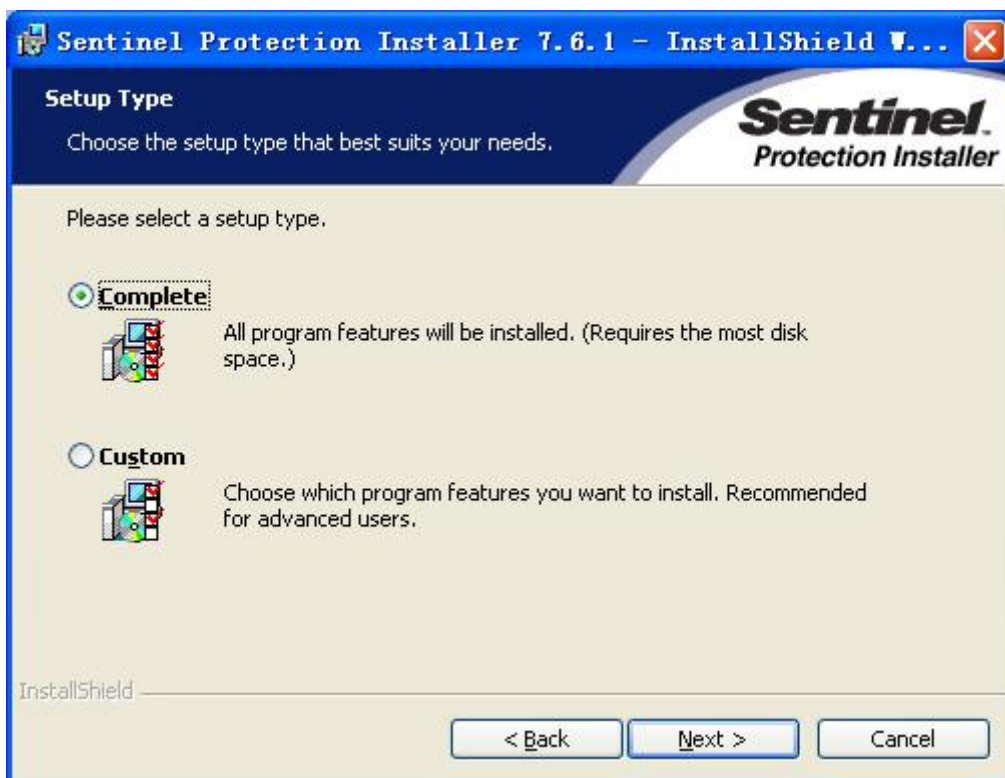 Sentinel Protection Installer 7.6.1 - InstallShield W...
Setup Type
Choose the setup type that best suits your needs.
Sentinel.
Protection Installer
Please select a setup type.
Complete
All program features will be installed. (Requires the most disk
space.)
Custom
Choose which program features you want to install. Recommended
for advanced users.
InstallShield
< Back
Next >
Cancel